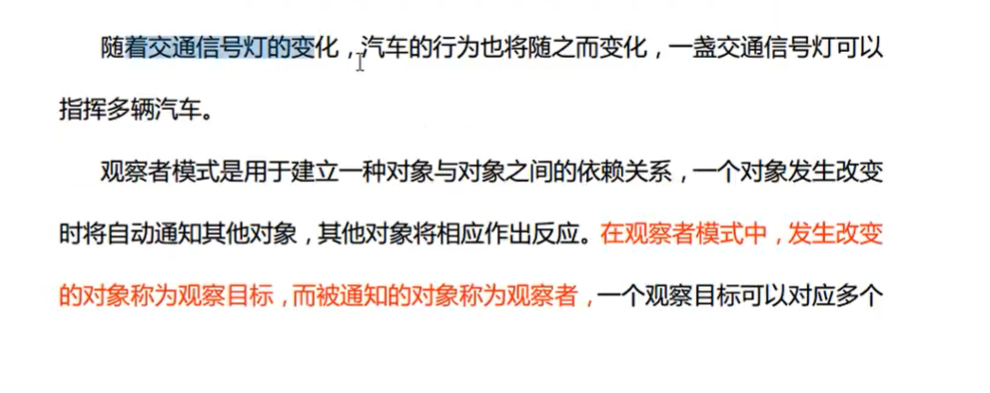 随着交通信号灯的变化，汽车的行为也将随之而变化，一盏交通信号灯可以
指挥多辆汽车。
观察者模式是用于建立一种对象与对象之间的依赖关系，一个对象发生改变
时将自动通知其他对象，其他对象将相应作出反应。在观察者模式中，发生改变
的对象称为观察目标，而被通知的对象称为观察者，一个观察目标可以对应多个